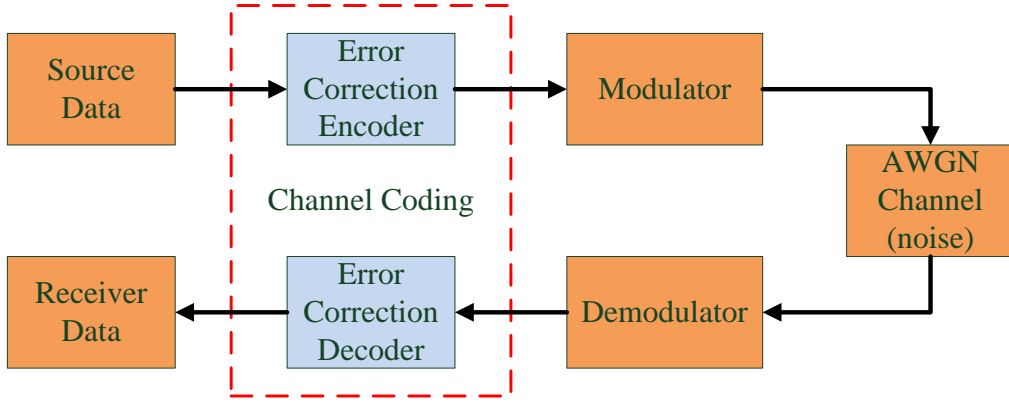 Source
Data
Error
Correction
Encoder
Modulator
AWGN
Channel
(noise)
Channel Coding
Receiver
Data
Error
Correction
Decoder
Demodulator